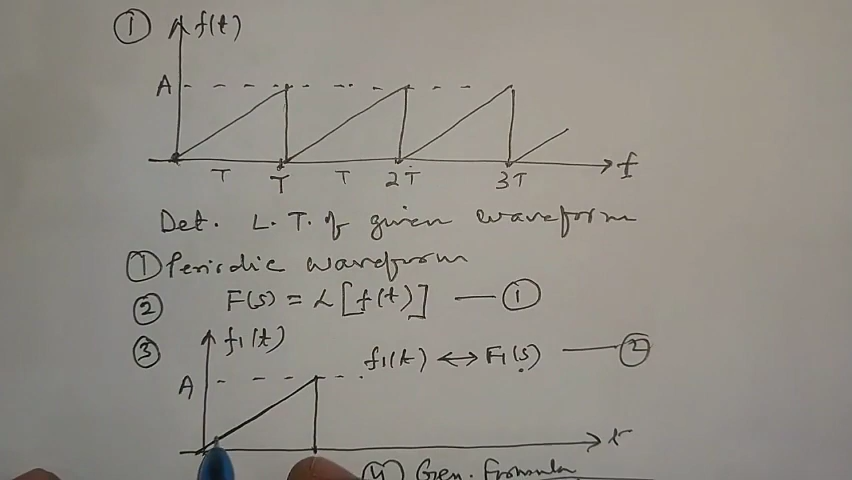 ① f(t)
A
T T T 2T 3T f
Det. L. T. of given waveform
① Periodic waveform
② F(s) = L [f(t)] — ①
③ f1(t)
f1(t) ↔ F1(s) — ②
A
t
④ Gen. Formula